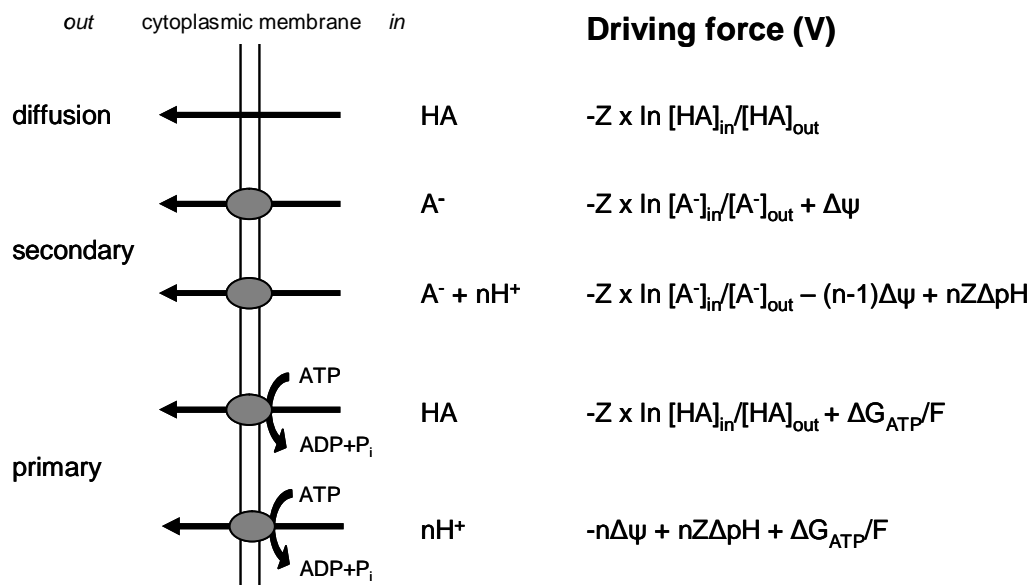 out cytoplasmic membrane in
Driving force (V)
diffusion HA -Z x ln [HA]in/[HA]out
A- -Z x ln [A-]in/[A-]out + Δψ
secondary
A- + nH+ -Z x ln [A-]in/[A-]out – (n-1)Δψ + nZΔpH
ATP
HA -Z x ln [HA]in/[HA]out + ΔGATP/F
ADP+Pi
primary
ATP
nH+ -nΔψ + nZΔpH + ΔGATP/F
ADP+Pi